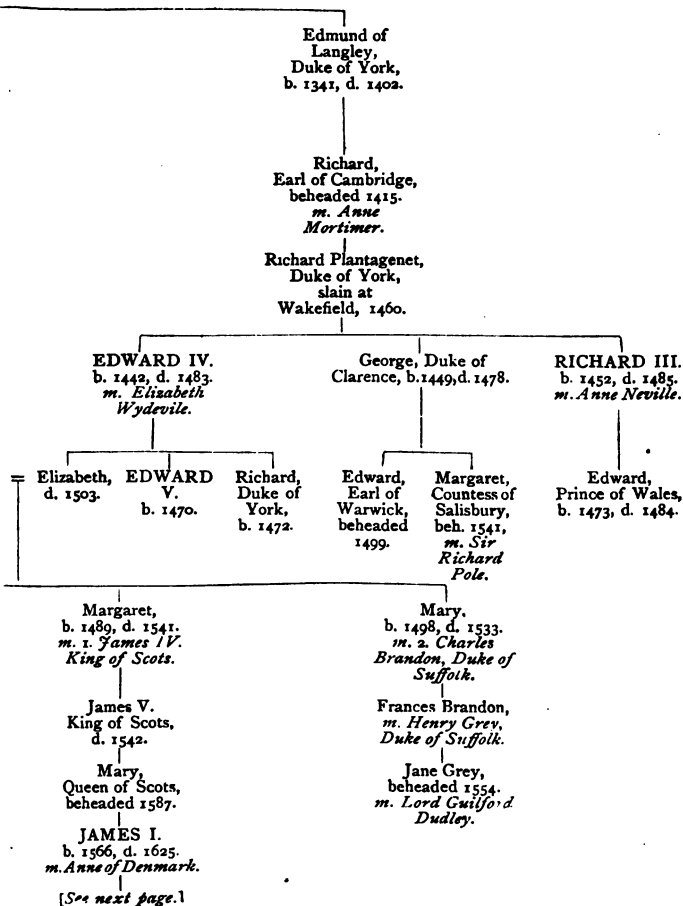 Edmund of
Langley,
Duke of York,
b. 1341, d. 1402.
Richard,
Earl of Cambridge,
beheaded 1415.
m. Anne
Mortimer.
Richard Plantagenet,
Duke of York,
slain at
Wakefield, 1460.
EDWARD IV.
b. 1442, d. 1483.
m. Elizabeth
Wydevile.
George, Duke of
Clarence, b.1449,d.1478.
RICHARD III.
b. 1452, d. 1485.
m. Anne Neville.
= Elizabeth,
d. 1503.
EDWARD
V.
b. 1470.
Richard,
Duke of
York,
b. 1472.
Edward,
Earl of
Warwick,
beheaded
1499.
Margaret,
Countess of
Salisbury,
beh. 1541,
m. Sir
Richard
Pole.
Edward,
Prince of Wales,
b. 1473, d. 1484.
Margaret,
b. 1489, d. 1541.
m. 1. James IV.
King of Scots.
James V.
King of Scots,
d. 1542.
Mary,
Queen of Scots,
beheaded 1587.
JAMES I.
b. 1566, d. 1625.
m. Anne of Denmark.
[See next page.]
Mary,
b. 1498, d. 1533.
m. 2. Charles
Brandon, Duke of
Suffolk.
Frances Brandon,
m. Henry Grey,
Duke of Suffolk.
Jane Grey,
beheaded 1554.
m. Lord Guilford
Dudley.